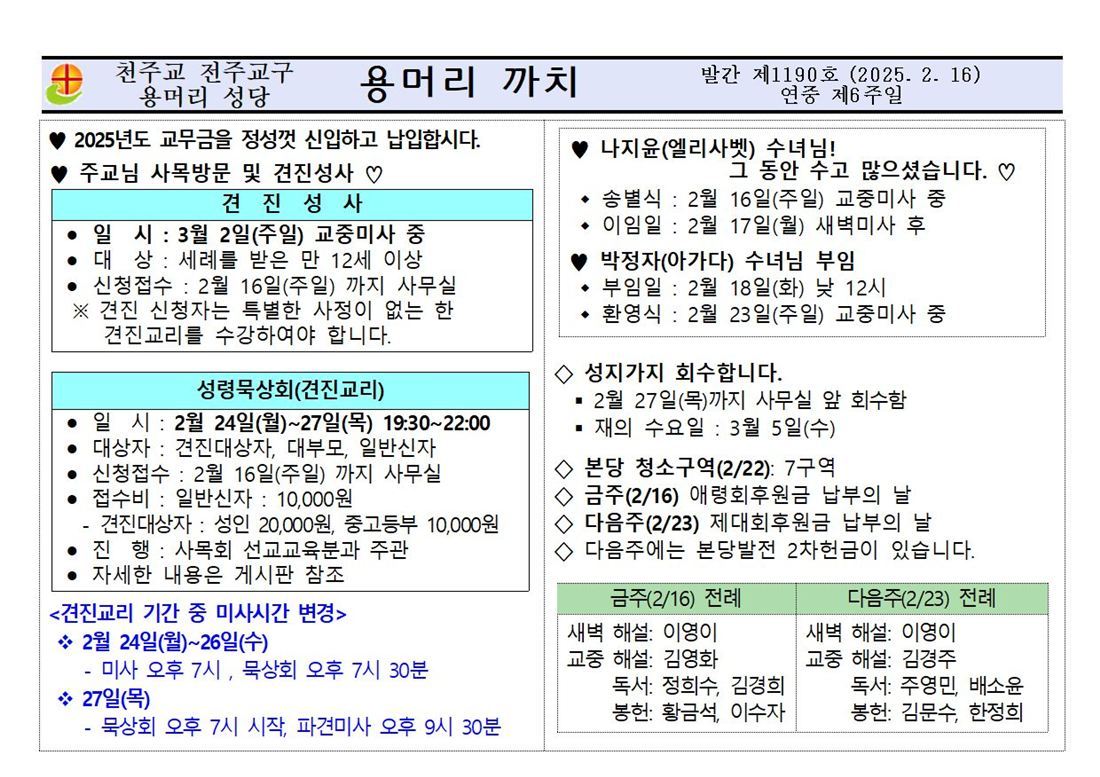 천주교 전주교구
용머리 성당
용머리 까치
발간 제1190호 (2025. 2. 16)
연중 제6주일
♥ 2025년도 교무금을 정성껏 신입하고 납입합시다.
♥ 주교님 사목방문 및 견진성사 ♡
견 진 성 사
● 일 시 : 3월 2일(주일) 교중미사 중
● 대 상 : 세례를 받은 만 12세 이상
● 신청접수 : 2월 16일(주일) 까지 사무실
※ 견진 신청자는 특별한 사정이 없는 한
견진교리를 수강하여야 합니다.
성령묵상회(견진교리)
● 일 시 : 2월 24일(월)~27일(목) 19:30~22:00
● 대상자 : 견진대상자, 대부모, 일반신자
● 신청접수 : 2월 16일(주일) 까지 사무실
● 접수비 : 일반신자 : 10,000원
- 견진대상자 : 성인 20,000원, 중고등부 10,000원
● 진 행 : 사목회 선교교육분과 주관
● 자세한 내용은 게시판 참조
<견진교리 기간 중 미사시간 변경>
❖ 2월 24일(월)~26일(수)
- 미사 오후 7시 , 묵상회 오후 7시 30분
❖ 27일(목)
- 묵상회 오후 7시 시작, 파견미사 오후 9시 30분
♥ 나지윤(엘리사벳) 수녀님!
그 동안 수고 많으셨습니다. ♡
◆ 송별식 : 2월 16일(주일) 교중미사 중
◆ 이임일 : 2월 17일(월) 새벽미사 후
♥ 박정자(아가다) 수녀님 부임
◆ 부임일 : 2월 18일(화) 낮 12시
◆ 환영식 : 2월 23일(주일) 교중미사 중
◇ 성지가지 회수합니다.
▪ 2월 27일(목)까지 사무실 앞 회수함
▪ 재의 수요일 : 3월 5일(수)
◇ 본당 청소구역(2/22): 7구역
◇ 금주(2/16) 애령회후원금 납부의 날
◇ 다음주(2/23) 제대회후원금 납부의 날
◇ 다음주에는 본당발전 2차헌금이 있습니다.
금주(2/16) 전례
새벽 해설: 이영이
교중 해설: 김영화
독서: 정희수, 김경희
봉헌: 황금석, 이수자
다음주(2/23) 전례
새벽 해설: 이영이
교중 해설: 김경주
독서: 주영민, 배소윤
봉헌: 김문수, 한정희